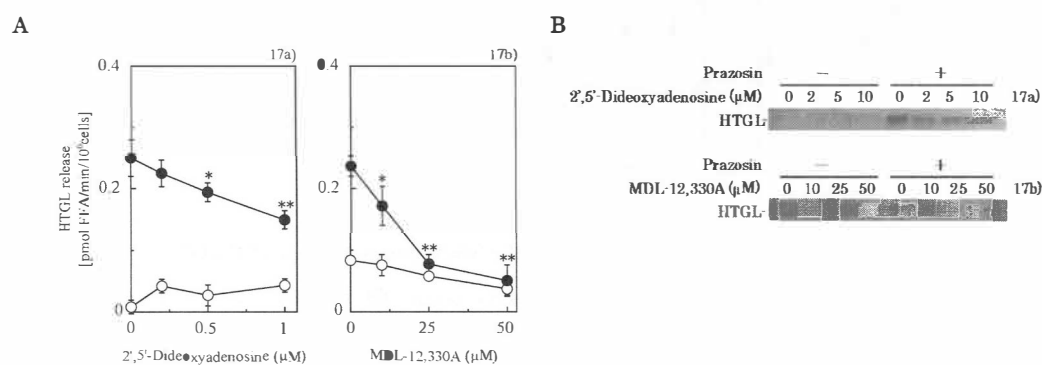 A
B
17a)
17b)
0.4
0.2
0
0.4
0.2
0
HTGL release
[pmol FFA/min/10⁶cells]
*
**
*
**
**
0 0.5 1
0 25 50
2',5'-Dideoxyadenosine (μM)
MDL-12,330A (μM)
Prazosin − +
2',5'-Dideoxyadenosine (μM) 0 2 5 10 0 2 5 10 17a)
HTGL-
Prazosin − +
MDL-12,330A (μM) 0 10 25 50 0 10 25 50 17b)
HTGL-